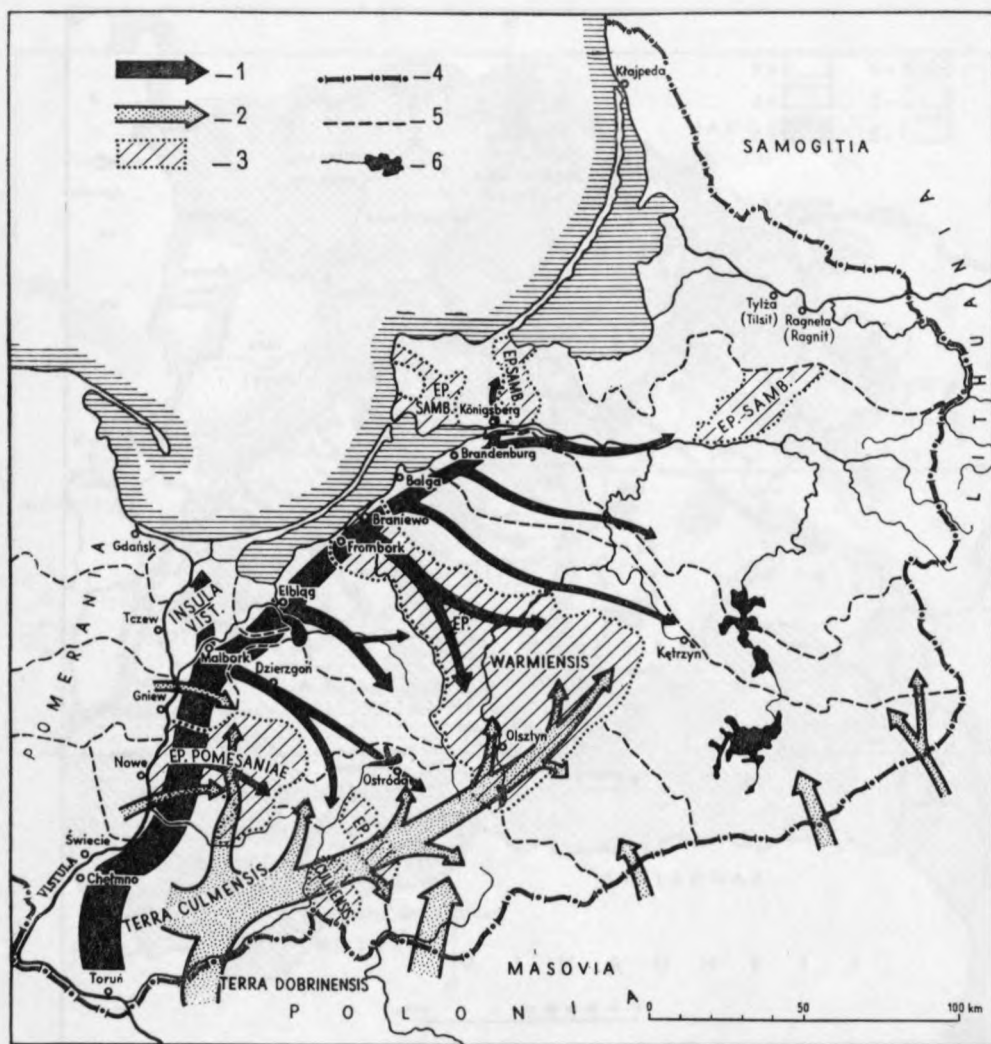 —1
—2
—3
—4
—5
—6
Kłajpeda
SAMOGITIA
LITHUANIA
Tylża
(Tilsit)
Ragneta
(Ragnit)
EP.
SAMB.
EP. SAMB.
EP. SAMB.
Königsberg
Brandenburg
Balga
Braniewo
Frombork
Gdańsk
POMERIANIA
INSULA
VIST.
Elbląg
Tczew
Malbork
Dzierzgoń
EP.
WARMIENSIS
Kętrzyn
Gniew
Nowe
EP. POMESANIAE
Olsztyn
Ostróda
EP.
CULMENSIS
Świecie
VISTULA
Chełmno
TERRA CULMENSIS
Toruń
TERRA DOBRINENSIS
MASOVIA
POLONIA
0 50 100 km